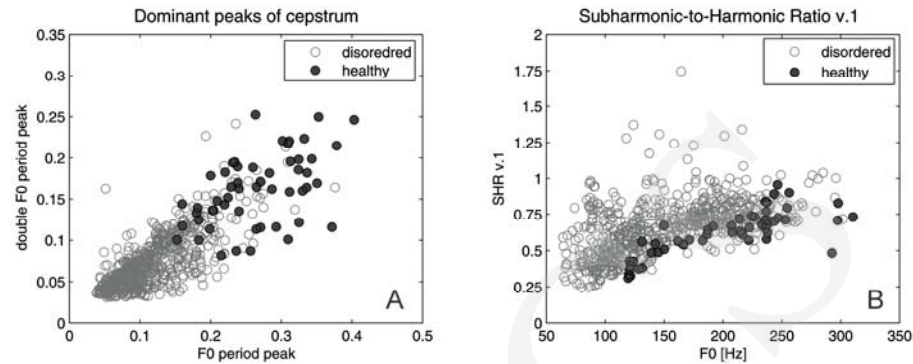 Dominant peaks of cepstrum
0.35
0.3
0.25
0.2
0.15
0.1
0.05
0
0
0.1
0.2
0.3
0.4
0.5
double F0 period peak
F0 period peak
disoredred
healthy
A
Subharmonic-to-Harmonic Ratio v.1
2
1.75
1.5
1.25
1
0.75
0.5
0.25
0
50
100
150
200
250
300
350
SHR v.1
F0 [Hz]
disordered
healthy
B